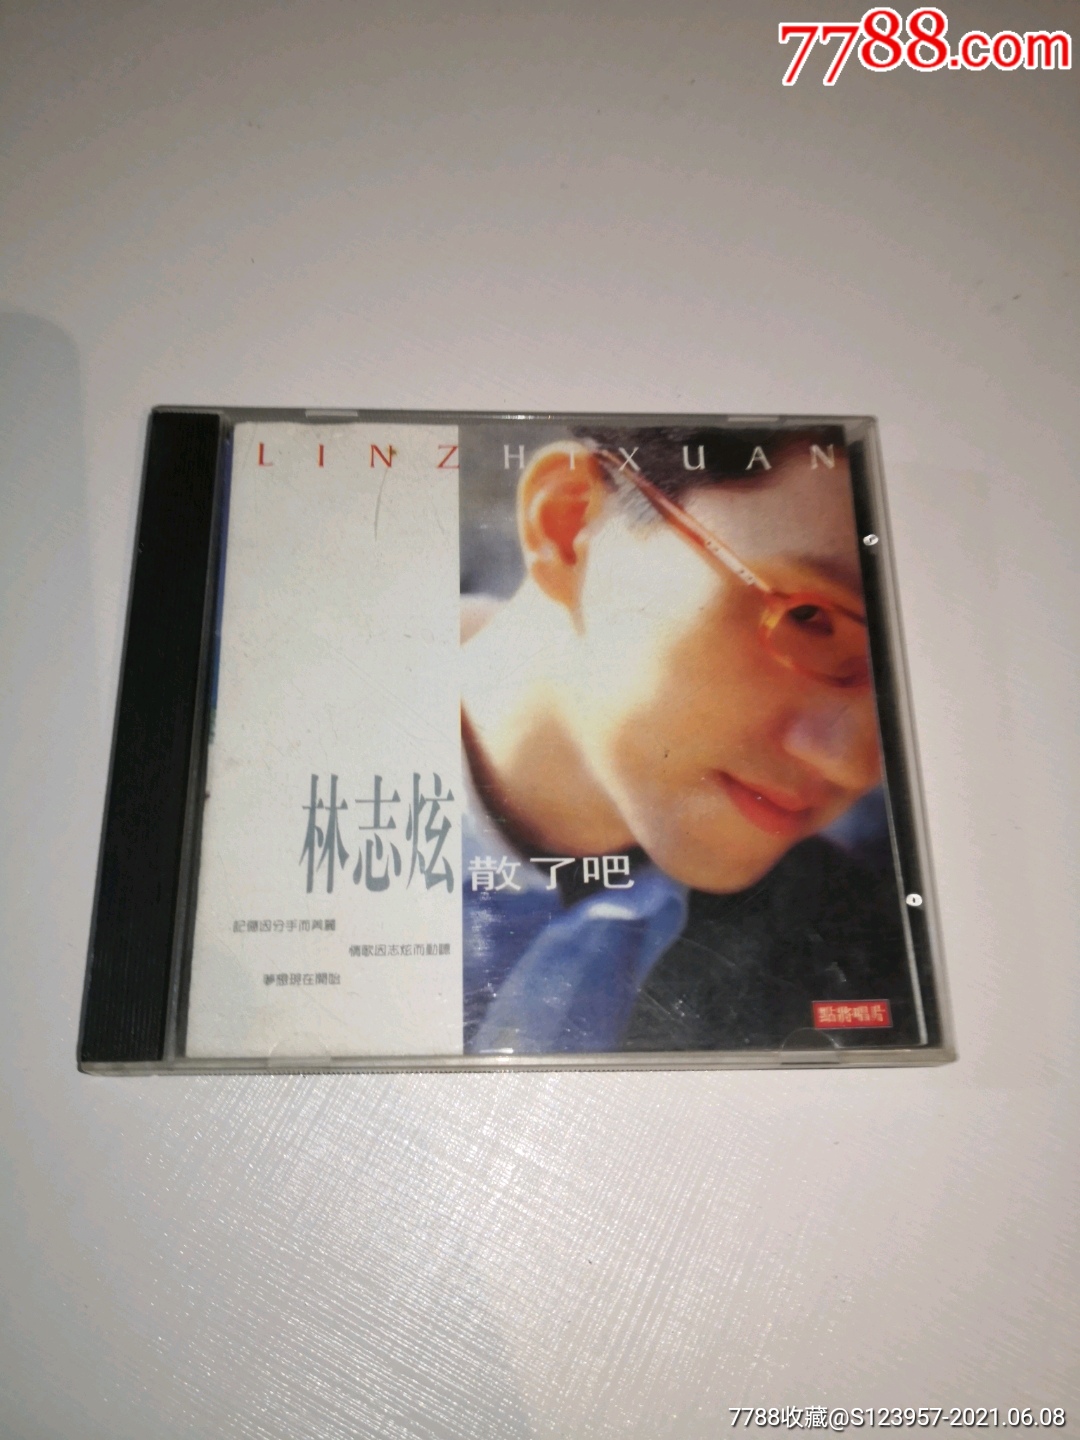 7788.com
LINZHIXUAN
林志炫
散了吧
記憶因分手而美麗
情歌因志炫而動聽
夢想現在開始
點將唱片
7788收藏@S123957-2021.06.08